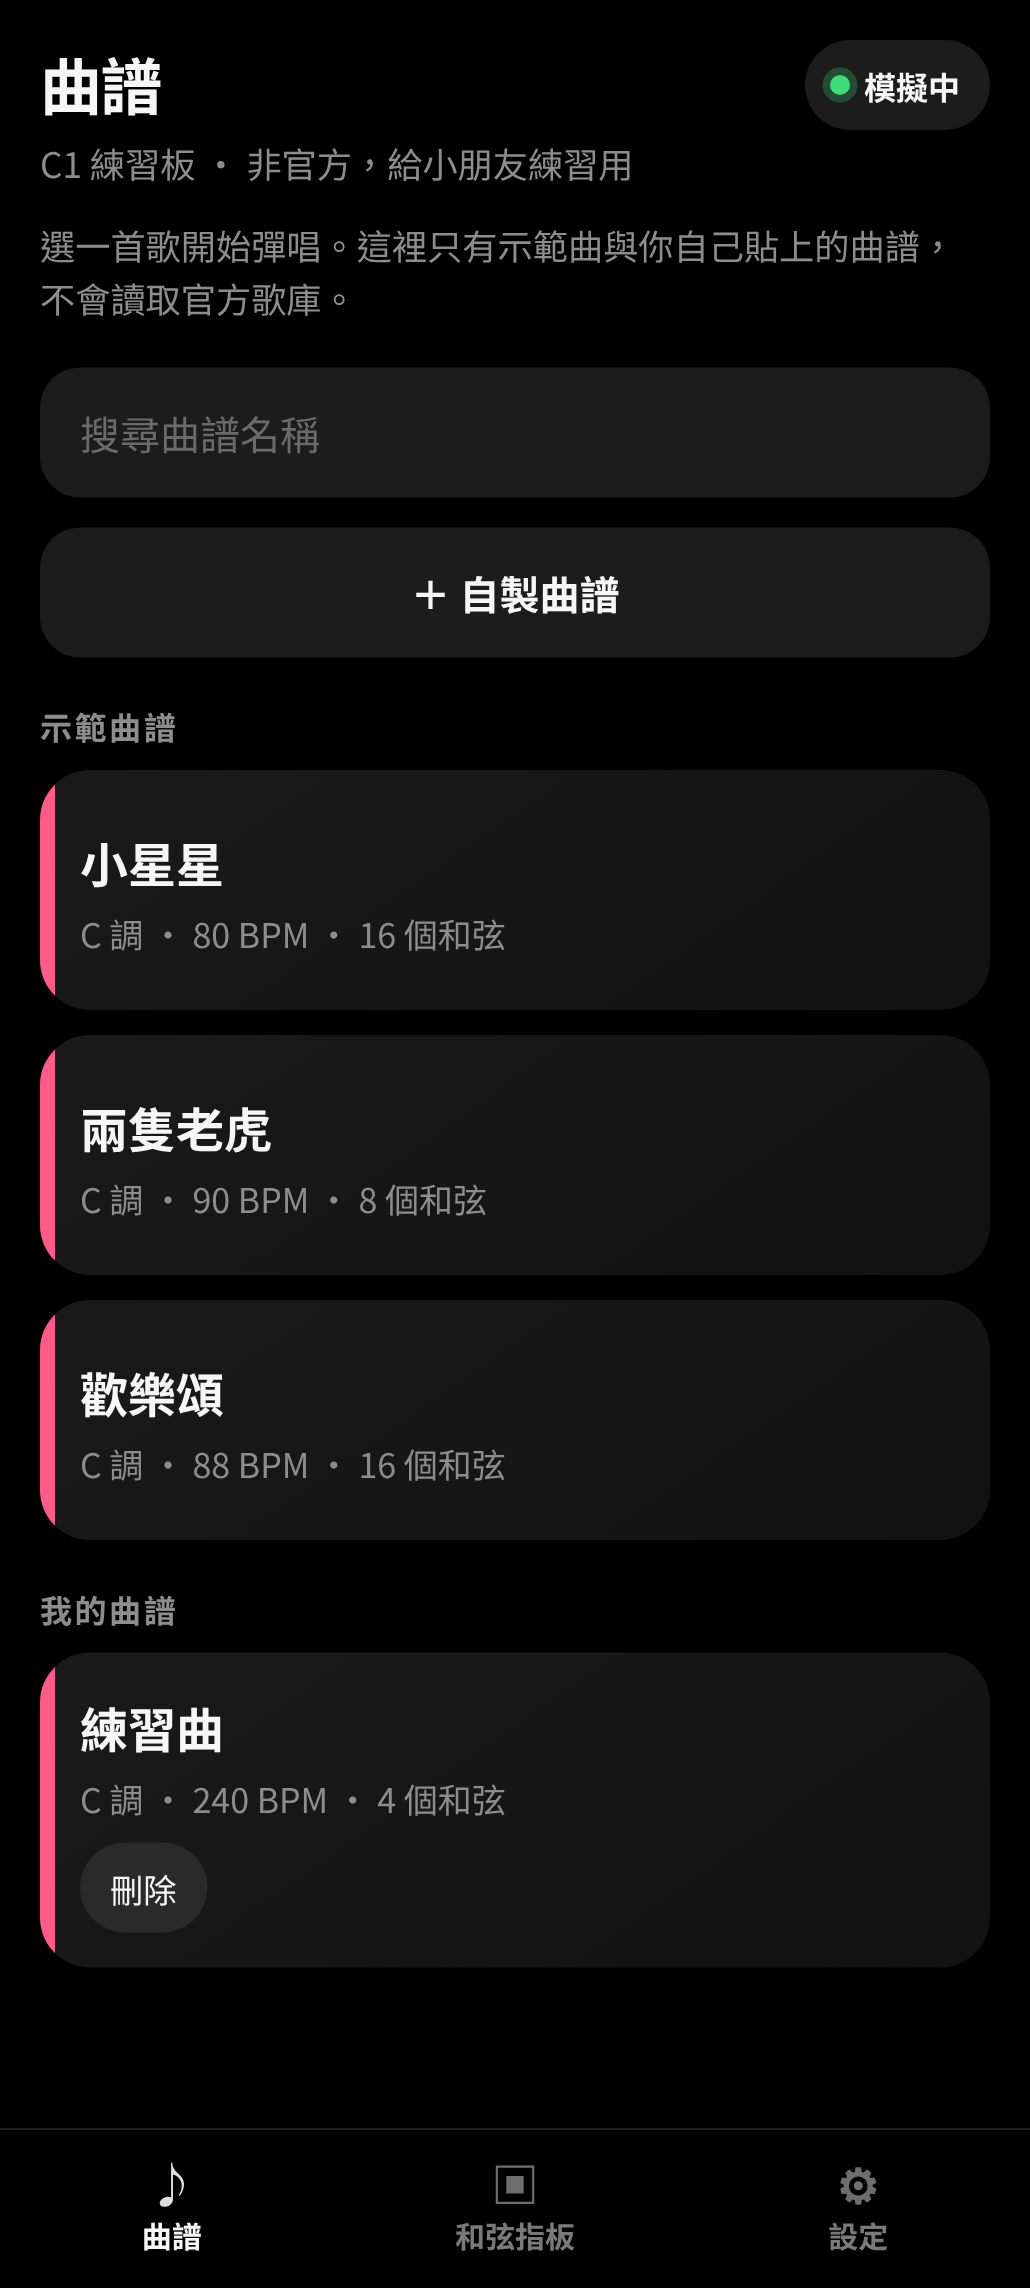 曲譜
模擬中
C1 練習板 · 非官方，給小朋友練習用
選一首歌開始彈唱。這裡只有示範曲與你自己貼上的曲譜，
不會讀取官方歌庫。
搜尋曲譜名稱
＋ 自製曲譜
示範曲譜
小星星
C 調 · 80 BPM · 16 個和弦
兩隻老虎
C 調 · 90 BPM · 8 個和弦
歡樂頌
C 調 · 88 BPM · 16 個和弦
我的曲譜
練習曲
C 調 · 240 BPM · 4 個和弦
刪除
曲譜
和弦指板
設定